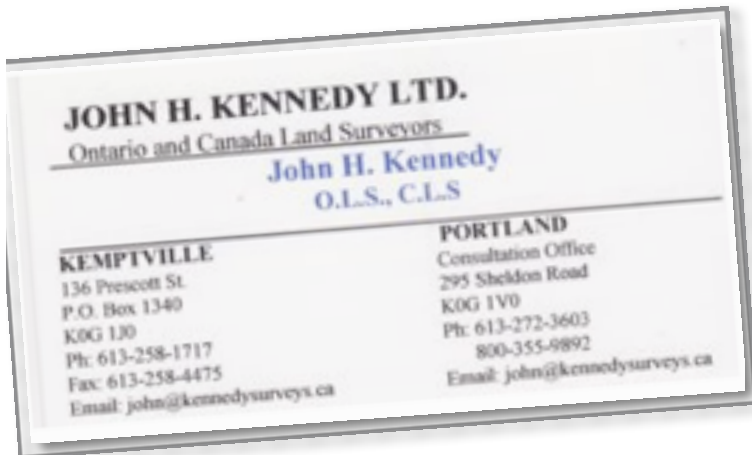 JOHN H. KENNEDY LTD.
Ontario and Canada Land Surveyors
John H. Kennedy
O.L.S., C.L.S
KEMPTVILLE
136 Prescott St.
P.O. Box 1340
K0G 1J0
Ph: 613-258-1717
Fax: 613-258-4475
Email: john@kennedysurveys.ca
PORTLAND
Consultation Office
295 Sheldon Road
K0G 1V0
Ph: 613-272-3603
800-355-9892
Email: john@kennedysurveys.ca